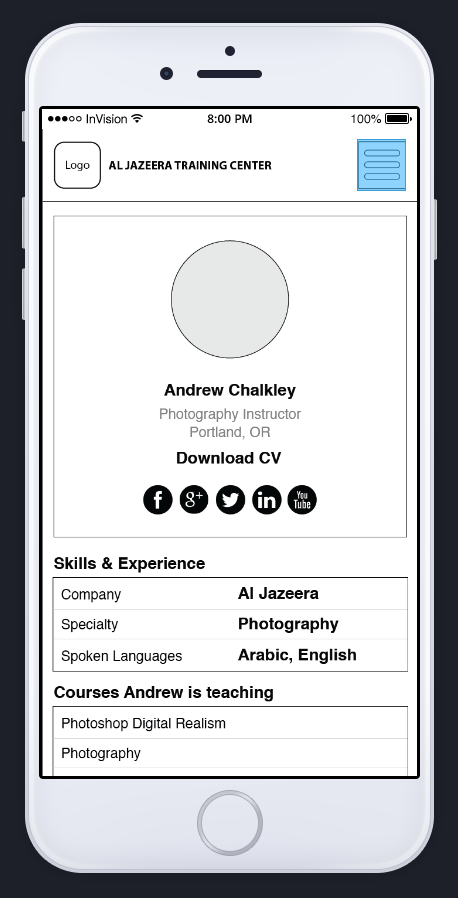 InVision 8:00 PM 100%
Logo AL JAZEERA TRAINING CENTER
Andrew Chalkley
Photography Instructor
Portland, OR
Download CV
f g+ in You Tube
Skills & Experience
Company Al Jazeera
Specialty Photography
Spoken Languages Arabic, English
Courses Andrew is teaching
Photoshop Digital Realism
Photography